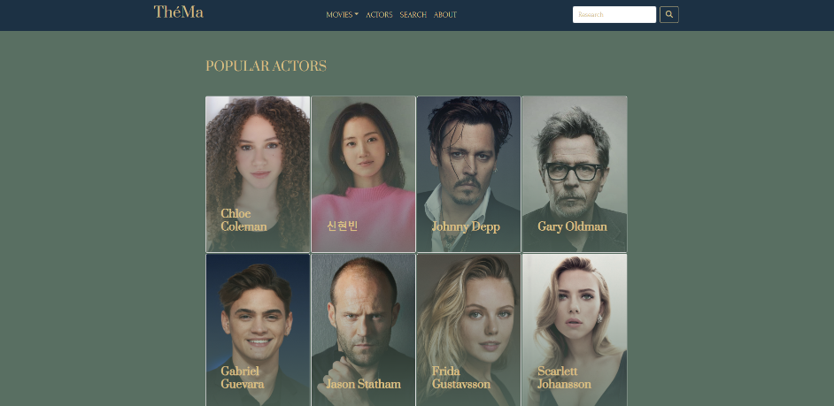 ThéMa
MOVIES
ACTORS
SEARCH
ABOUT
Research
POPULAR ACTORS
Chloe
Coleman
신현빈
Johnny Depp
Gary Oldman
Gabriel
Guevara
Jason Statham
Frida
Gustavsson
Scarlett
Johansson